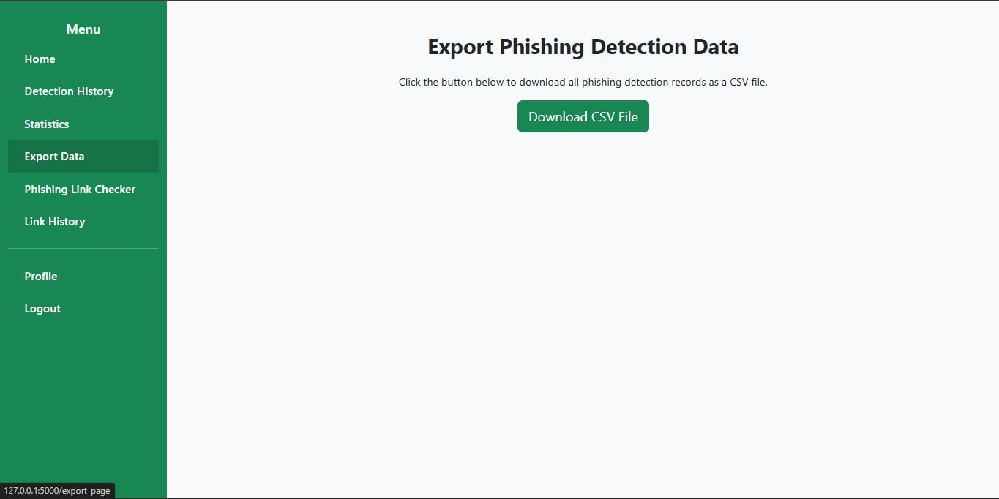 Menu
Home
Detection History
Statistics
Export Data
Phishing Link Checker
Link History
Profile
Logout
Export Phishing Detection Data
Click the button below to download all phishing detection records as a CSV file.
Download CSV File
127.0.0.1:5000/export_page